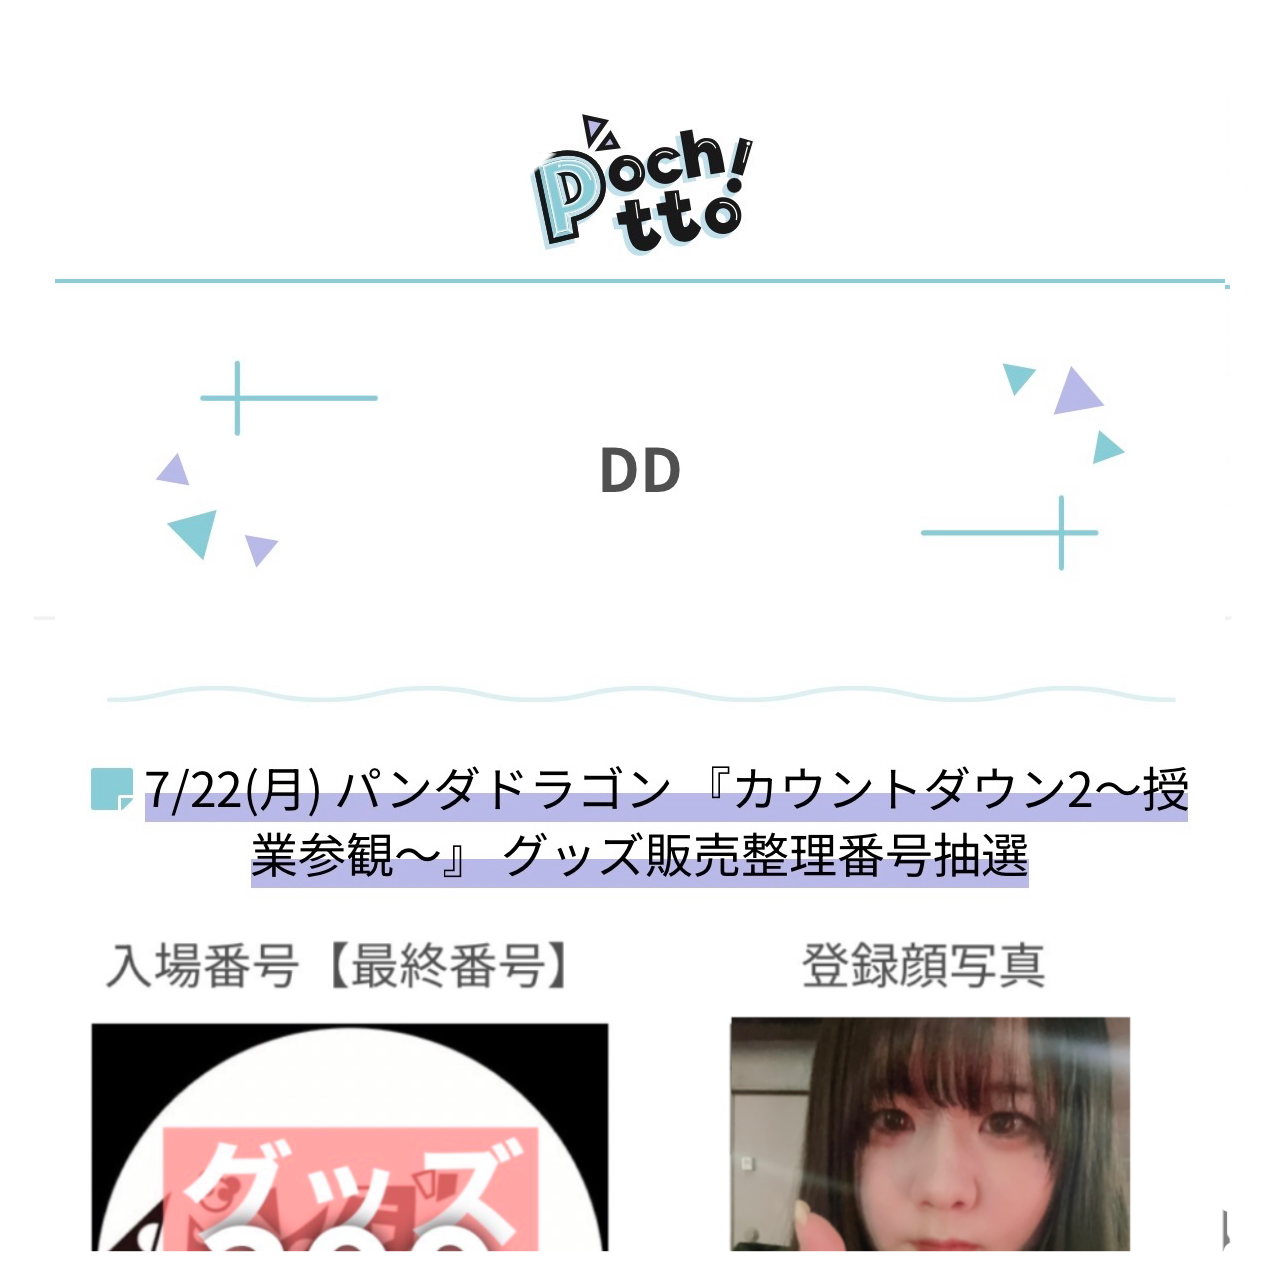 Poch!
tto
DD
7/22(月) パンダドラゴン 『カウントダウン2～授
業参観～』 グッズ販売整理番号抽選
入場番号【最終番号】
登録顔写真
グッズ